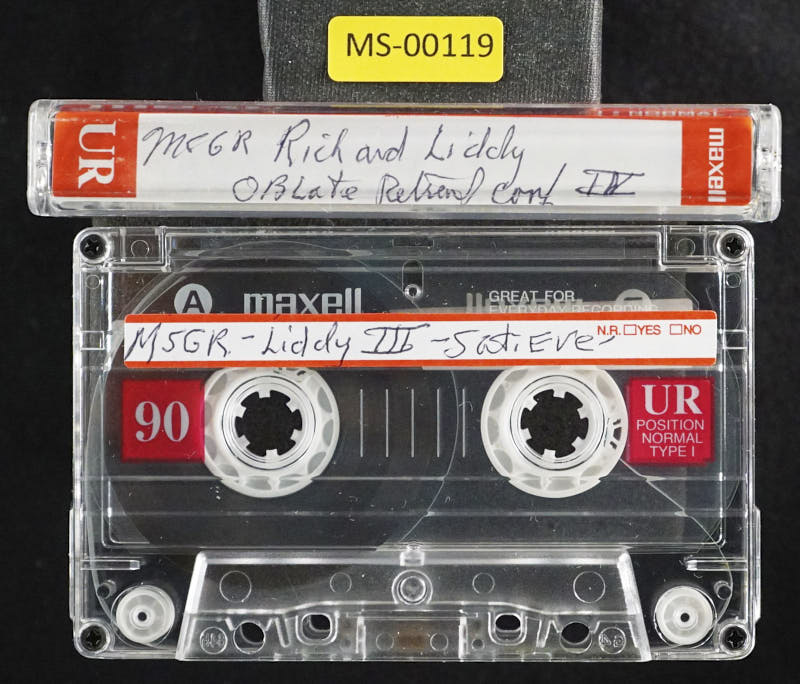 MS-00119
UR
MSGR Richard Liddy
OBLate Retreat Conf IV
maxell
A maxell
GREAT FOR
EVERYDAY RECORDING
MSGR - Liddy III - Sat. Eve -
N.R. YES NO
90
UR
POSITION
NORMAL
TYPE I